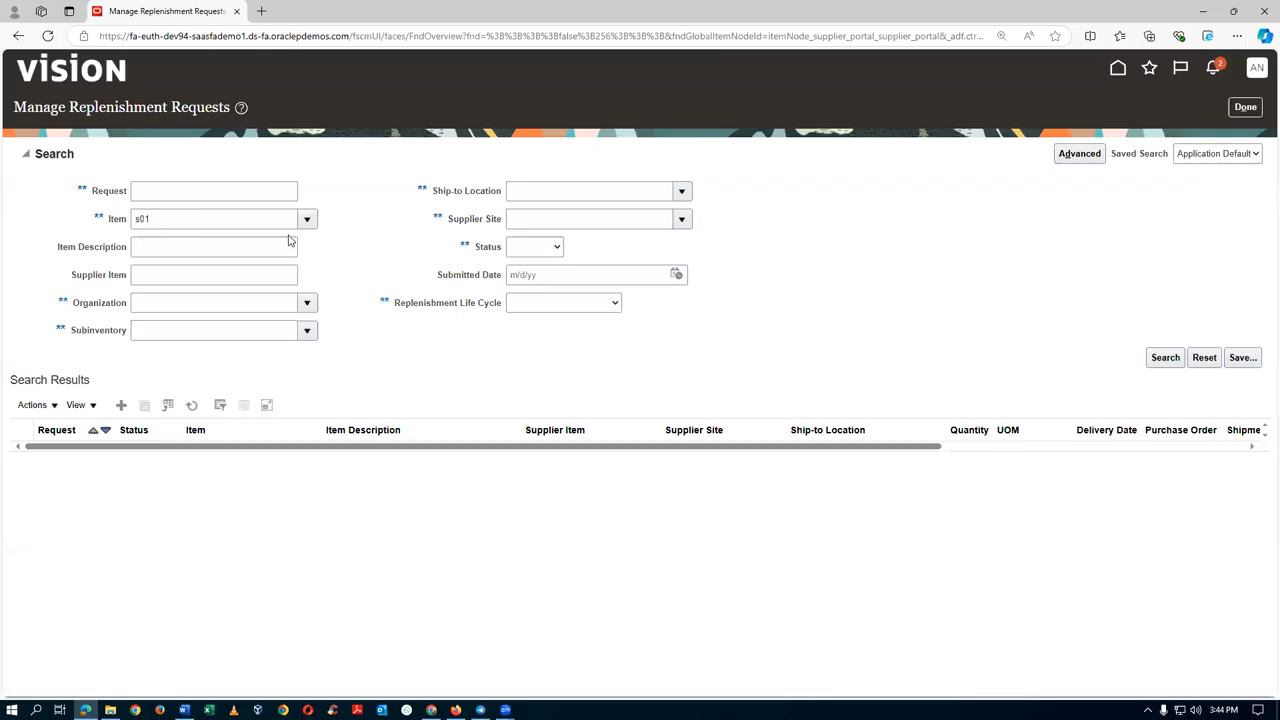 Manage Replenishment Requests
https://fa-euth-dev94-saasfademo1.ds-fa.oraclepdemos.com/fscmUI/faces/FndOverview?fnd=%3B%3B%3B%3Bfalse%3B256%3B%3B%3B&fndGlobalItemNodeId=itemNode_supplier_portal_supplier_portal&_adf.ctr...
vision
2
AN
Manage Replenishment Requests
Done
Search
Advanced
Saved Search
Application Default
** Request
** Ship-to Location
** Item s01
** Supplier Site
Item Description
** Status
Supplier Item
Submitted Date m/d/yy
** Organization
** Replenishment Life Cycle
** Subinventory
Search Reset Save...
Search Results
Actions View
Request Status Item Item Description Supplier Item Supplier Site Ship-to Location Quantity UOM Delivery Date Purchase Order Shipme
3:44 PM